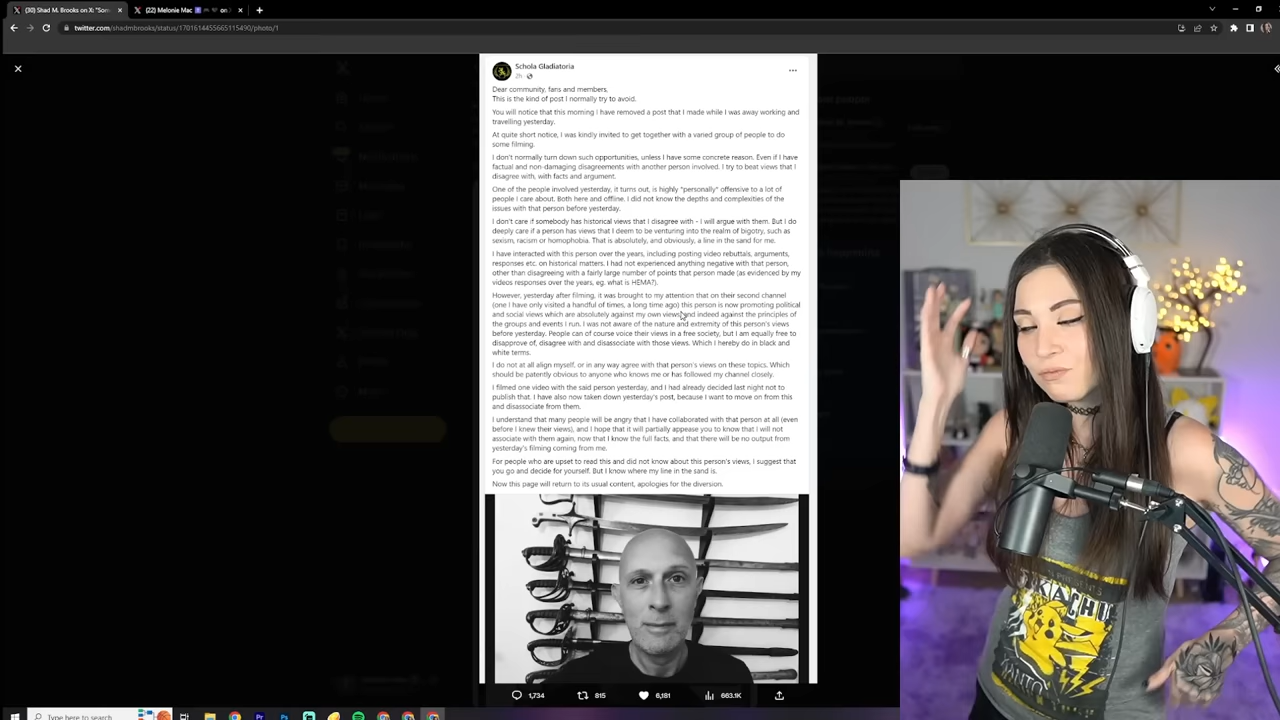 (30) Shad M. Brooks on X: "Som
(22) Melonie Mac
on
twitter.com/shadmbrooks/status/1701614455665115490/photo/1
Schola Gladiatoria
2h
Dear community, fans and members.
This is the kind of post I normally try to avoid.
You will notice that this morning I have removed a post that I made while I was away working and
travelling yesterday.
At quite short notice, I was kindly invited to get together with a varied group of people to do
some filming.
I don't normally turn down such opportunities, unless I have some concrete reason. Even if I have
factual and non-damaging disagreements with another person involved. I try to beat views that I
disagree with, with facts and argument.
One of the people involved yesterday, it turns out, is highly "personally" offensive to a lot of
people I care about. Both here and offline. I did not know the depths and complexities of the
issues with that person before yesterday.
I don't care if somebody has historical views that I disagree with - I will argue with them. But I do
deeply care if a person has views that I deem to be venturing into the realm of bigotry, such as
sexism, racism or homophobia. That is absolutely, and obviously, a line in the sand for me.
I have interacted with this person over the years, including posting video rebuttals, arguments,
responses etc. on historical matters. I had not experienced anything negative with that person,
other than disagreeing with a fairly large number of points that person made (as evidenced by my
videos responses over the years, eg. what is HEMA?).
However, yesterday after filming, it was brought to my attention that on their second channel
(one I have only visited a handful of times, a long time ago) this person is now promoting political
and social views which are absolutely against my own views and indeed against the principles of
the groups and events I run. I was not aware of the nature and extremity of this person's views
before yesterday. People can of course voice their views in a free society, but I am equally free to
disapprove of, disagree with and disassociate with those views. Which I hereby do in black and
white terms.
I do not at all align myself, or in any way agree with that person's views on these topics. Which
should be patently obvious to anyone who knows me or has followed my channel closely.
I filmed one video with the said person yesterday, and I had already decided last night not to
publish that. I have also now taken down yesterday's post, because I want to move on from this
and disassociate from them.
I understand that many people will be angry that I have collaborated with that person at all (even
before I knew their views), and I hope that it will partially appease you to know that I will not
associate with them again, now that I know the full facts, and that there will be no output from
yesterday's filming coming from me.
For people who are upset to read this and did not know about this person's views, I suggest that
you go and decide for yourself. But I know where my line in the sand is.
Now this page will return to its usual content, apologies for the diversion.
1,734
815
6,181
663.1K
Type here to search
KACHU
KANTO